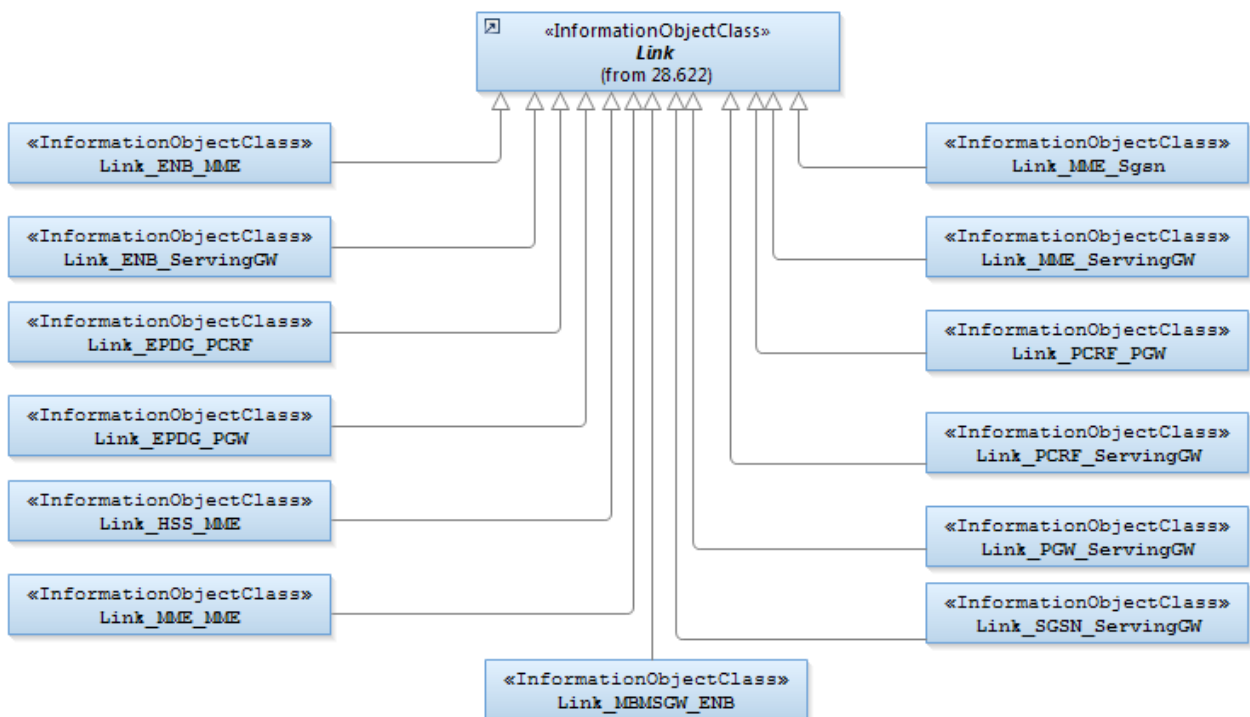 «InformationObjectClass»
Link
(from 28.622)
«InformationObjectClass»
Link_ENB_MME
«InformationObjectClass»
Link_ENB_ServingGW
«InformationObjectClass»
Link_EPDG_PCRF
«InformationObjectClass»
Link_EPDG_PGW
«InformationObjectClass»
Link_HSS_MME
«InformationObjectClass»
Link_MME_MME
«InformationObjectClass»
Link_MBMSGW_ENB
«InformationObjectClass»
Link_MME_Sgsn
«InformationObjectClass»
Link_MME_ServingGW
«InformationObjectClass»
Link_PCRF_PGW
«InformationObjectClass»
Link_PCRF_ServingGW
«InformationObjectClass»
Link_PGW_ServingGW
«InformationObjectClass»
Link_SGSN_ServingGW